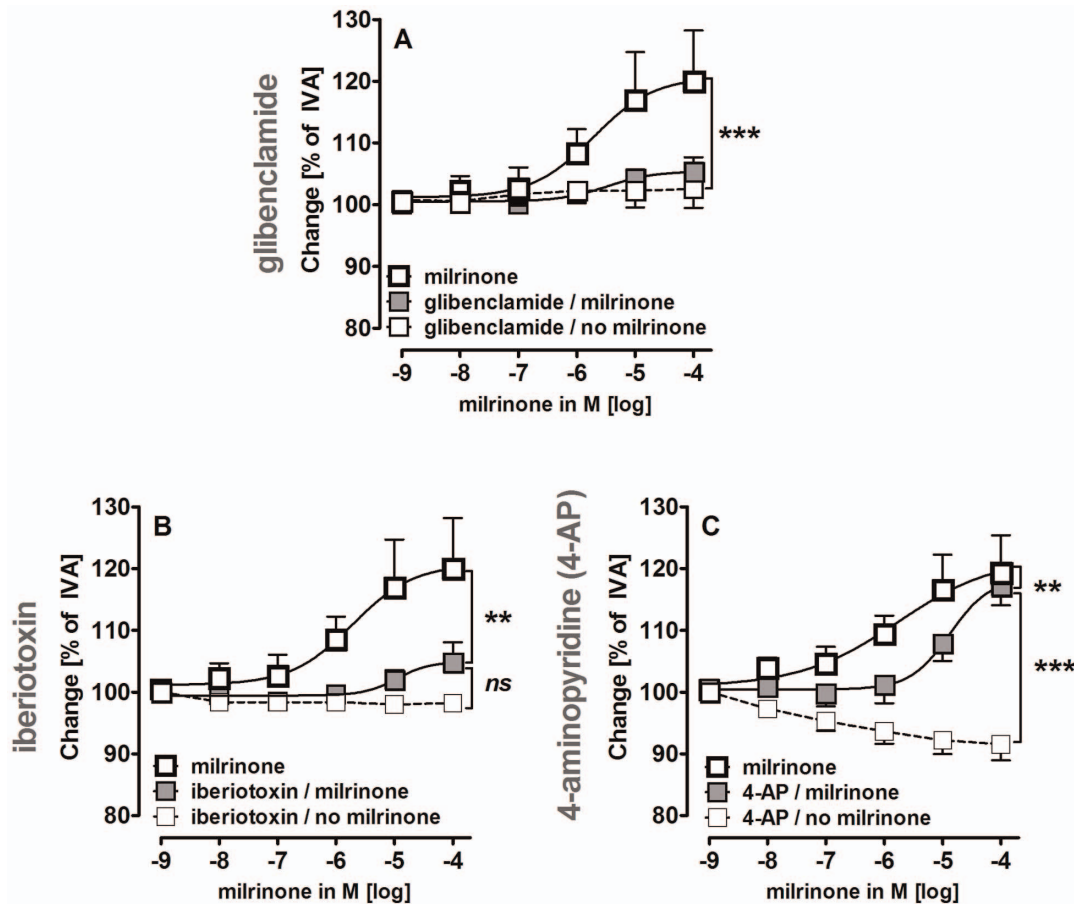 glibenclamide
A
Change [% of IVA]
130
120
110
100
90
80
***
milrinone
glibenclamide / milrinone
glibenclamide / no milrinone
-9 -8 -7 -6 -5 -4
milrinone in M [log]
iberiotoxin
B
Change [% of IVA]
130
120
110
100
90
80
**
ns
milrinone
iberiotoxin / milrinone
iberiotoxin / no milrinone
-9 -8 -7 -6 -5 -4
milrinone in M [log]
4-aminopyridine (4-AP)
C
Change [% of IVA]
130
120
110
100
90
80
**
***
milrinone
4-AP / milrinone
4-AP / no milrinone
-9 -8 -7 -6 -5 -4
milrinone in M [log]